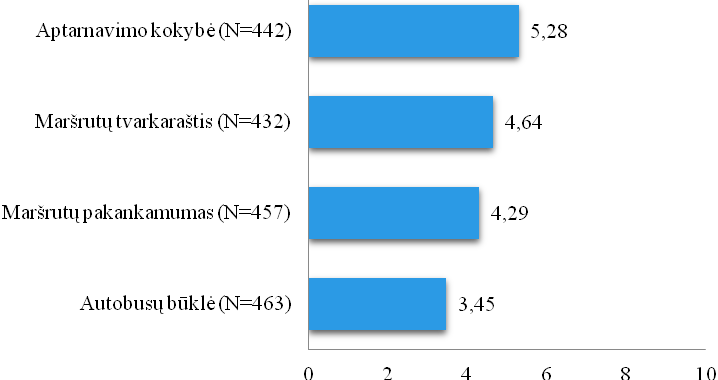 Aptarnavimo kokybė (N=442)
5,28
Maršrutų tvarkaraštis (N=432)
4,64
Maršrutų pakankamumas (N=457)
4,29
Autobusų būklė (N=463)
3,45
0 2 4 6 8 10